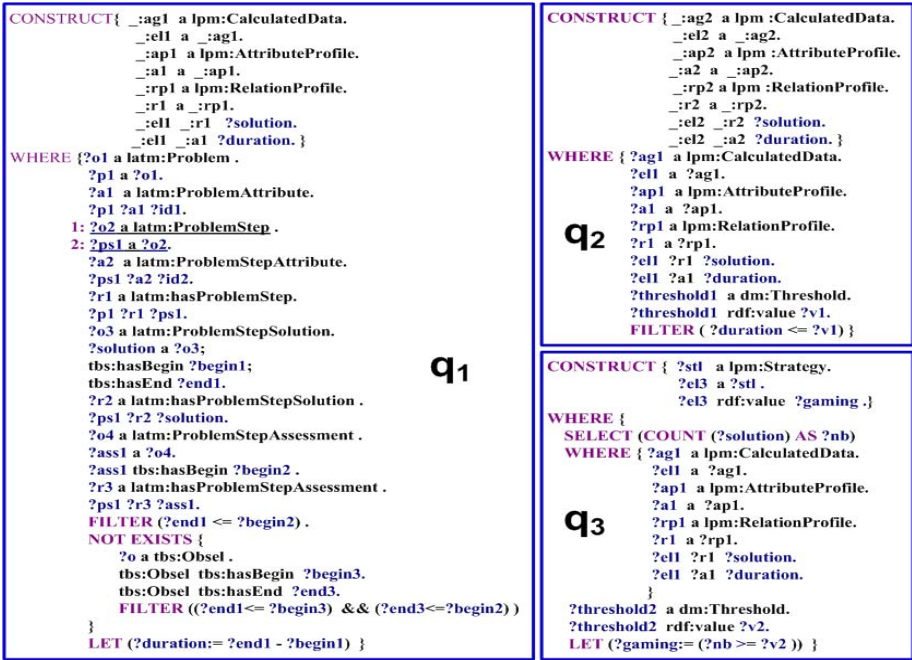 CONSTRUCT{ _:ag1 a lpm:CalculatedData.
_:el1 a _:ag1.
_:ap1 a lpm:AttributeProfile.
_:a1 a _:ap1.
_:rp1 a lpm:RelationProfile.
_:r1 a _:rp1.
_:el1 _:r1 ?solution.
_:el1 _:a1 ?duration. }
WHERE {?o1 a latm:Problem .
?p1 a ?o1.
?a1 a latm:ProblemAttribute.
?p1 ?a1 ?id1.
1: ?o2 a latm:ProblemStep .
2: ?ps1 a ?o2.
?a2 a latm:ProblemStepAttribute.
?ps1 ?a2 ?id2.
?r1 a latm:hasProblemStep.
?p1 ?r1 ?ps1.
?o3 a latm:ProblemStepSolution.
?solution a ?o3;
tbs:hasBegin ?begin1;
tbs:hasEnd ?end1.
?r2 a latm:hasProblemStepSolution .
?ps1 ?r2 ?solution.
?o4 a latm:ProblemStepAssessment .
?ass1 a ?o4.
?ass1 tbs:hasBegin ?begin2 .
?r3 a latm:hasProblemStepAssessment .
?ps1 ?r3 ?ass1.
FILTER (?end1 <= ?begin2) .
NOT EXISTS {
?o a tbs:Obsel .
tbs:Obsel tbs:hasBegin ?begin3.
tbs:Obsel tbs:hasEnd ?end3.
FILTER ((?end1<= ?begin3) && (?end3<=?begin2) )
}
LET (?duration:= ?end1 - ?begin1) }
q1
CONSTRUCT { _:ag2 a lpm :CalculatedData.
_:el2 a _:ag2.
_:ap2 a lpm :AttributeProfile.
_:a2 a _:ap2.
_:rp2 a lpm :RelationProfile.
_:r2 a _:rp2.
_:el2 _:r2 ?solution.
_:el2 _:a2 ?duration. }
WHERE { ?ag1 a lpm:CalculatedData.
?el1 a ?ag1.
?ap1 a lpm:AttributeProfile.
?a1 a ?ap1.
?rp1 a lpm:RelationProfile.
?r1 a ?rp1.
?el1 ?r1 ?solution.
?el1 ?a1 ?duration.
?threshold1 a dm:Threshold.
?threshold1 rdf:value ?v1.
FILTER ( ?duration <= ?v1) }
q2
CONSTRUCT { ?stl a lpm:Strategy.
?el3 a ?stl .
?el3 rdf:value ?gaming .}
WHERE {
SELECT (COUNT (?solution) AS ?nb)
WHERE { ?ag1 a lpm:CalculatedData.
?el1 a ?ag1.
?ap1 a lpm:AttributeProfile.
?a1 a ?ap1.
?rp1 a lpm:RelationProfile.
?r1 a ?rp1.
?el1 ?r1 ?solution.
?el1 ?a1 ?duration.
}
?threshold2 a dm:Threshold.
?threshold2 rdf:value ?v2.
LET (?gaming:= (?nb >= ?v2 )) }
q3